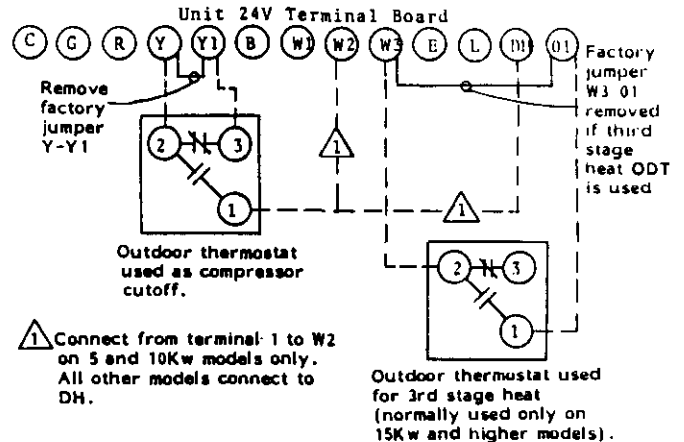 Unit 24V Terminal Board
C G R Y Y1 B W1 W2 W3 E L DH O1
Remove
factory
jumper
Y-Y1
Factory
jumper
W3 O1
removed
if third
stage
heat ODT
is used
2 3
1
1
1
Outdoor thermostat
used as compressor
cutoff.
2 3
1
1 Connect from terminal 1 to W2
on 5 and 10Kw models only.
All other models connect to
DH.
Outdoor thermostat used
for 3rd stage heat
(normally used only on
15Kw and higher models).